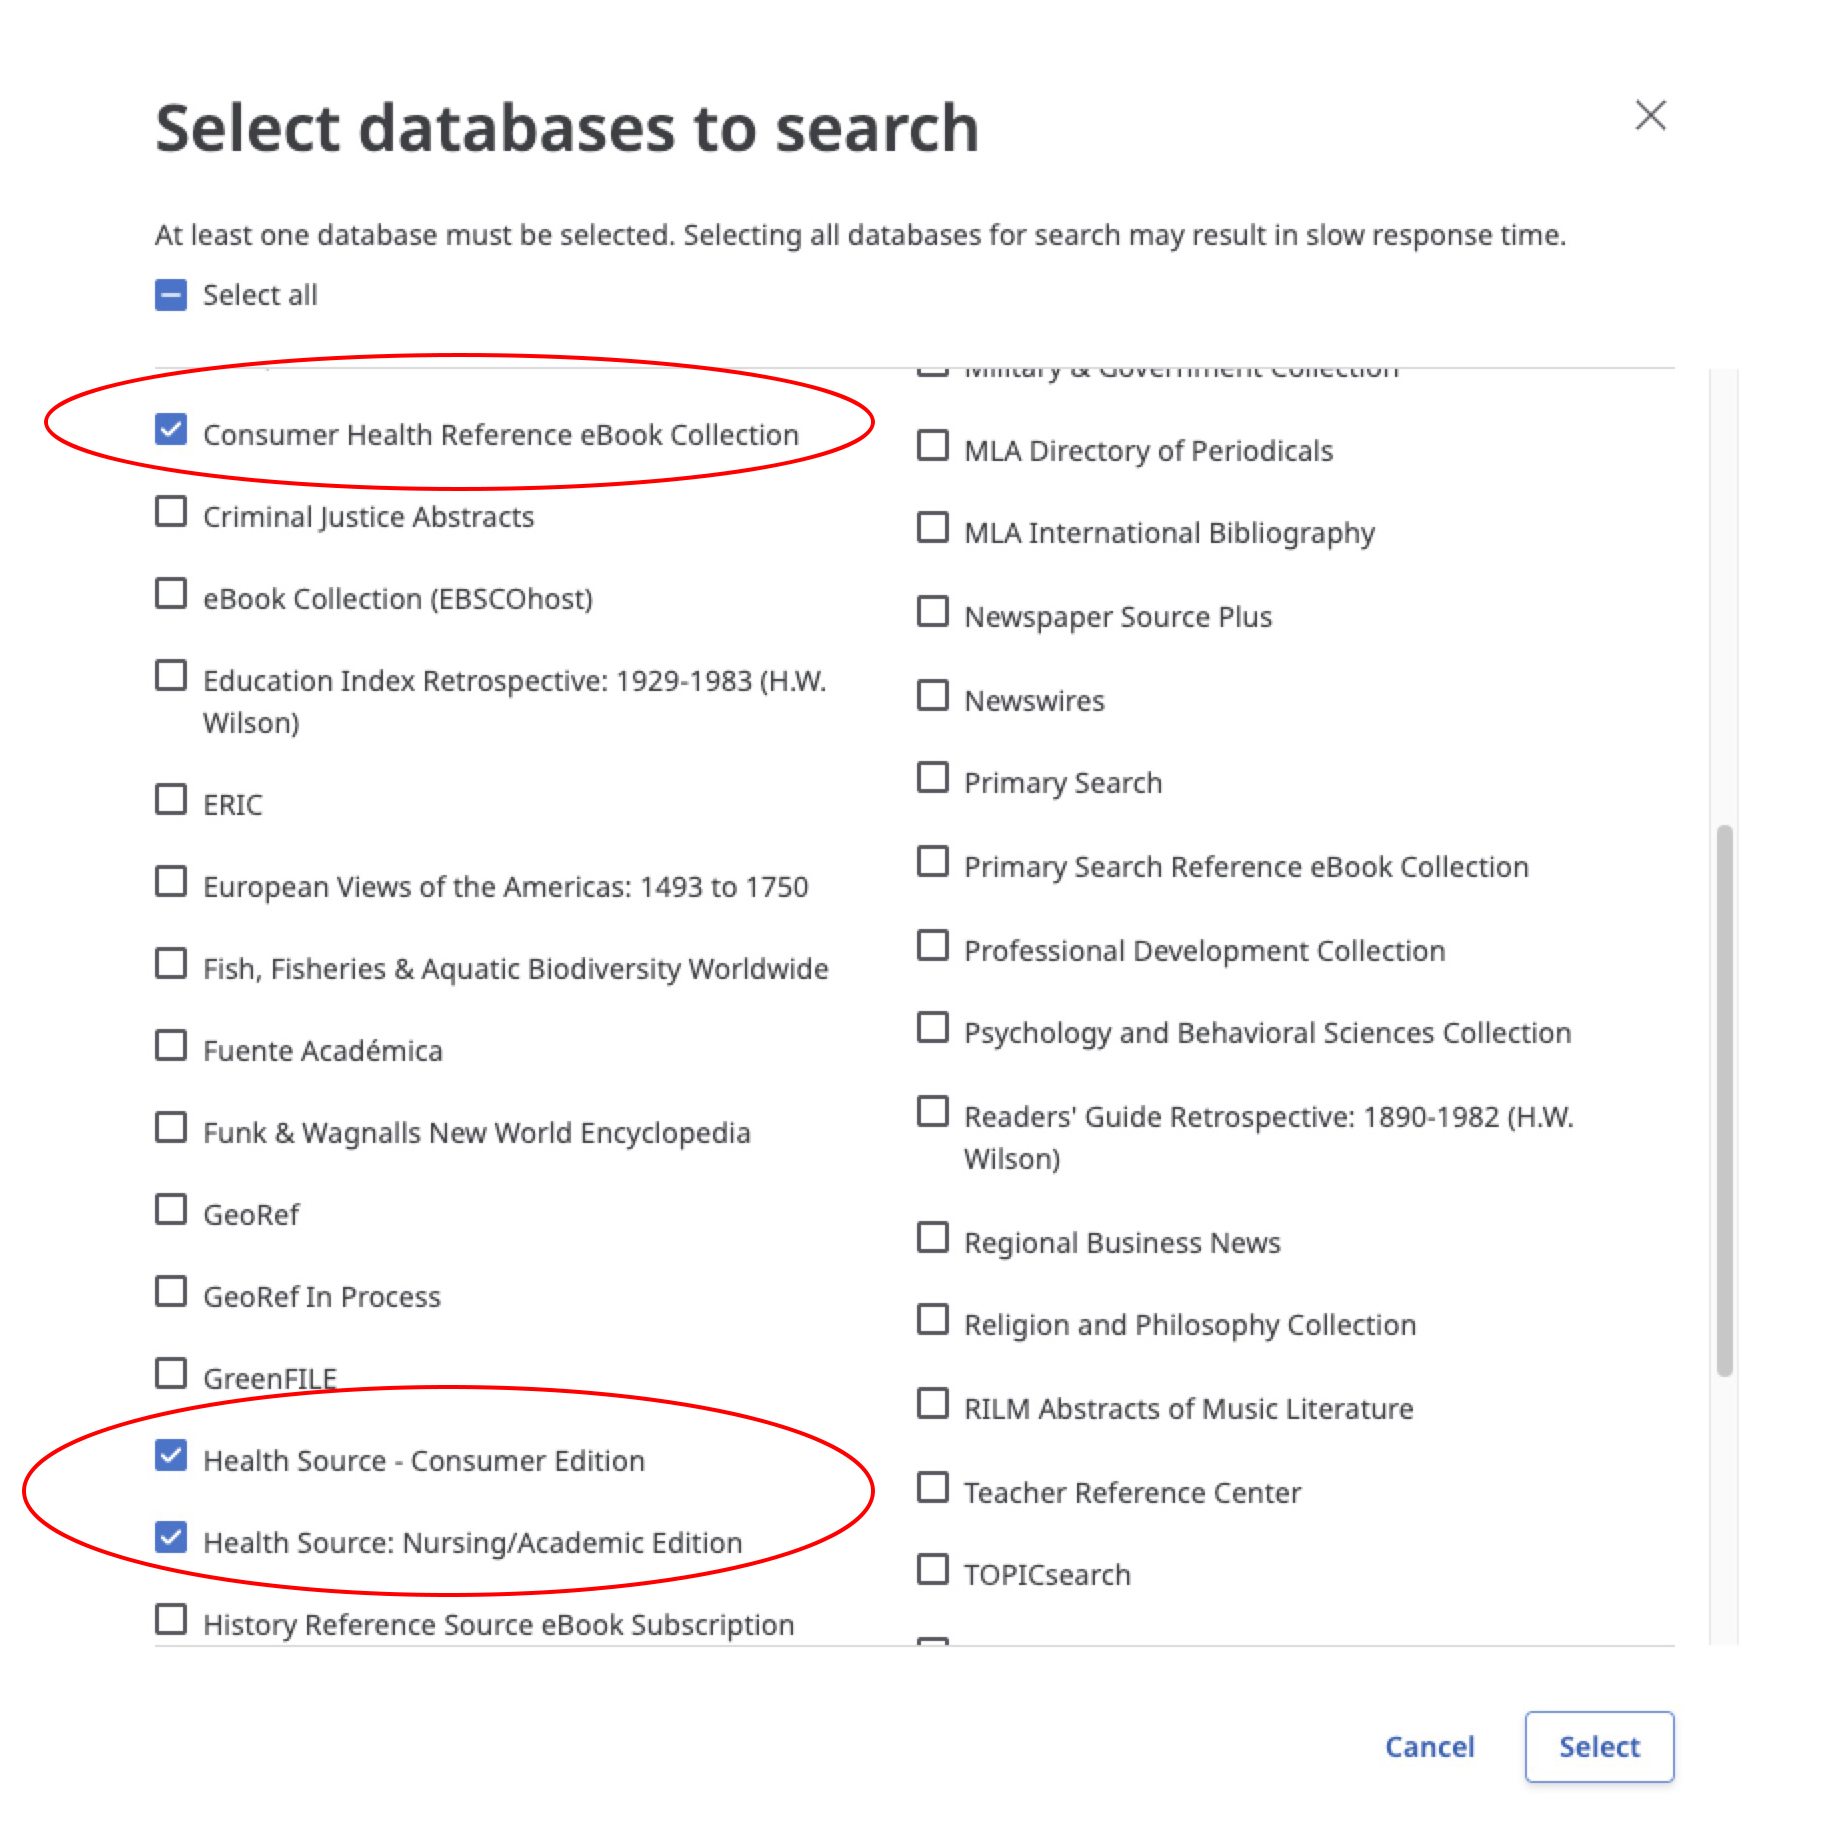 Select databases to search
At least one database must be selected. Selecting all databases for search may result in slow response time.
Select all
Consumer Health Reference eBook Collection
Criminal Justice Abstracts
eBook Collection (EBSCOhost)
Education Index Retrospective: 1929-1983 (H.W.
Wilson)
ERIC
European Views of the Americas: 1493 to 1750
Fish, Fisheries & Aquatic Biodiversity Worldwide
Fuente Académica
Funk & Wagnalls New World Encyclopedia
GeoRef
GeoRef In Process
GreenFILE
Health Source - Consumer Edition
Health Source: Nursing/Academic Edition
History Reference Source eBook Subscription
Military & Government Collection
MLA Directory of Periodicals
MLA International Bibliography
Newspaper Source Plus
Newswires
Primary Search
Primary Search Reference eBook Collection
Professional Development Collection
Psychology and Behavioral Sciences Collection
Readers' Guide Retrospective: 1890-1982 (H.W.
Wilson)
Regional Business News
Religion and Philosophy Collection
RILM Abstracts of Music Literature
Teacher Reference Center
TOPICsearch
Cancel
Select